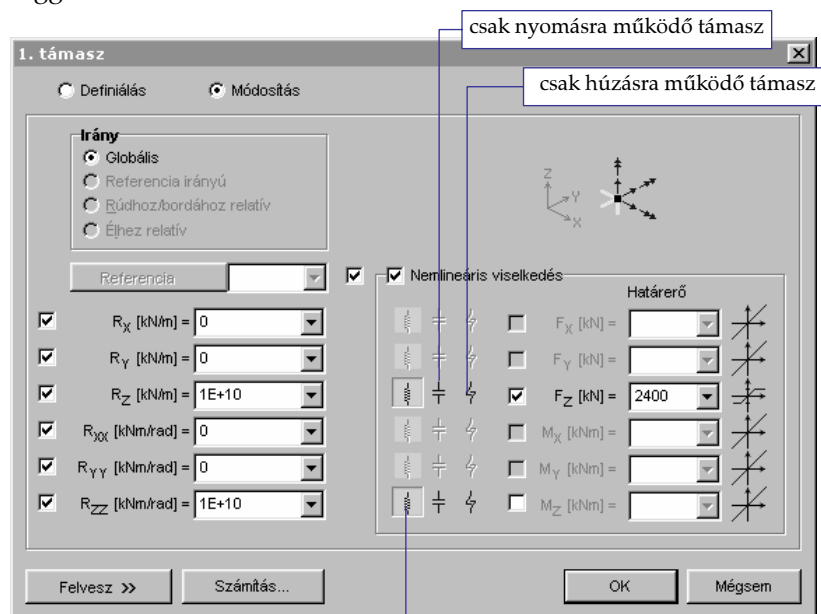 csak nyomásra működő támasz
1. támasz
csak húzásra működő támasz
Definiálás Módosítás
Irány
Globális
Referencia irányú
Rúdhoz/bordához relatív
Élhez relatív
Z
Y
X
Referencia
Nemlineáris viselkedés
Határerő
RX [kN/m] = 0 FX [kN] =
RY [kN/m] = 0 FY [kN] =
RZ [kN/m] = 1E+10 FZ [kN] = 2400
RXX [kNm/rad] = 0 MX [kNm] =
RYY [kNm/rad] = 0 MY [kNm] =
RZZ [kNm/rad] = 1E+10 MZ [kNm] =
Felvesz >> Számítás... OK Mégsem